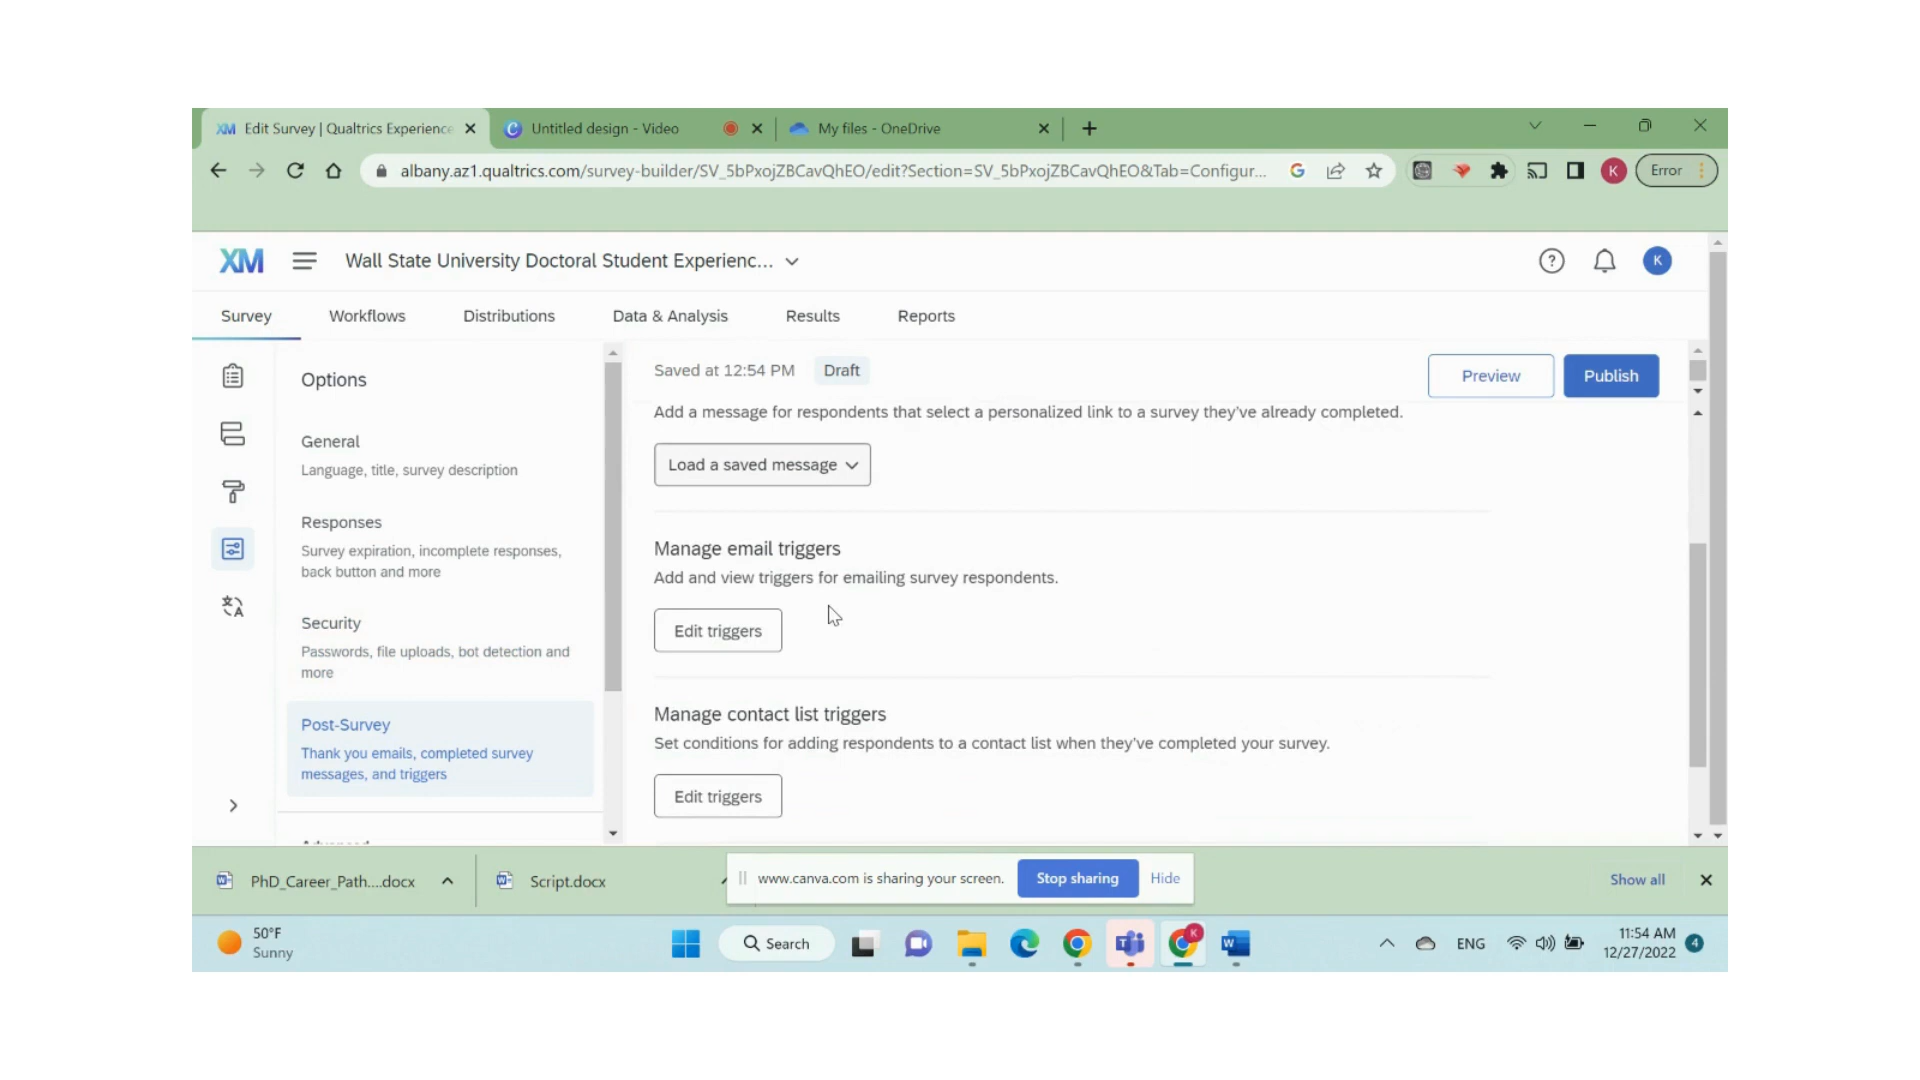 XM Edit Survey | Qualtrics Experience
Untitled design - Video
My files - OneDrive
albany.az1.qualtrics.com/survey-builder/SV_5bPxojZBCavQhEO/edit?Section=SV_5bPxojZBCavQhEO&Tab=Configur...
K
Error
XM
Wall State University Doctoral Student Experienc...
?
K
Survey
Workflows
Distributions
Data & Analysis
Results
Reports
Options
General
Language, title, survey description
Responses
Survey expiration, incomplete responses,
back button and more
Security
Passwords, file uploads, bot detection and
more
Post-Survey
Thank you emails, completed survey
messages, and triggers
Advanced
Saved at 12:54 PM
Draft
Preview
Publish
Add a message for respondents that select a personalized link to a survey they've already completed.
Load a saved message
Manage email triggers
Add and view triggers for emailing survey respondents.
Edit triggers
Manage contact list triggers
Set conditions for adding respondents to a contact list when they've completed your survey.
Edit triggers
PhD_Career_Path....docx
Script.docx
www.canva.com is sharing your screen.
Stop sharing
Hide
Show all
50°F
Sunny
Search
ENG
11:54 AM
12/27/2022
4